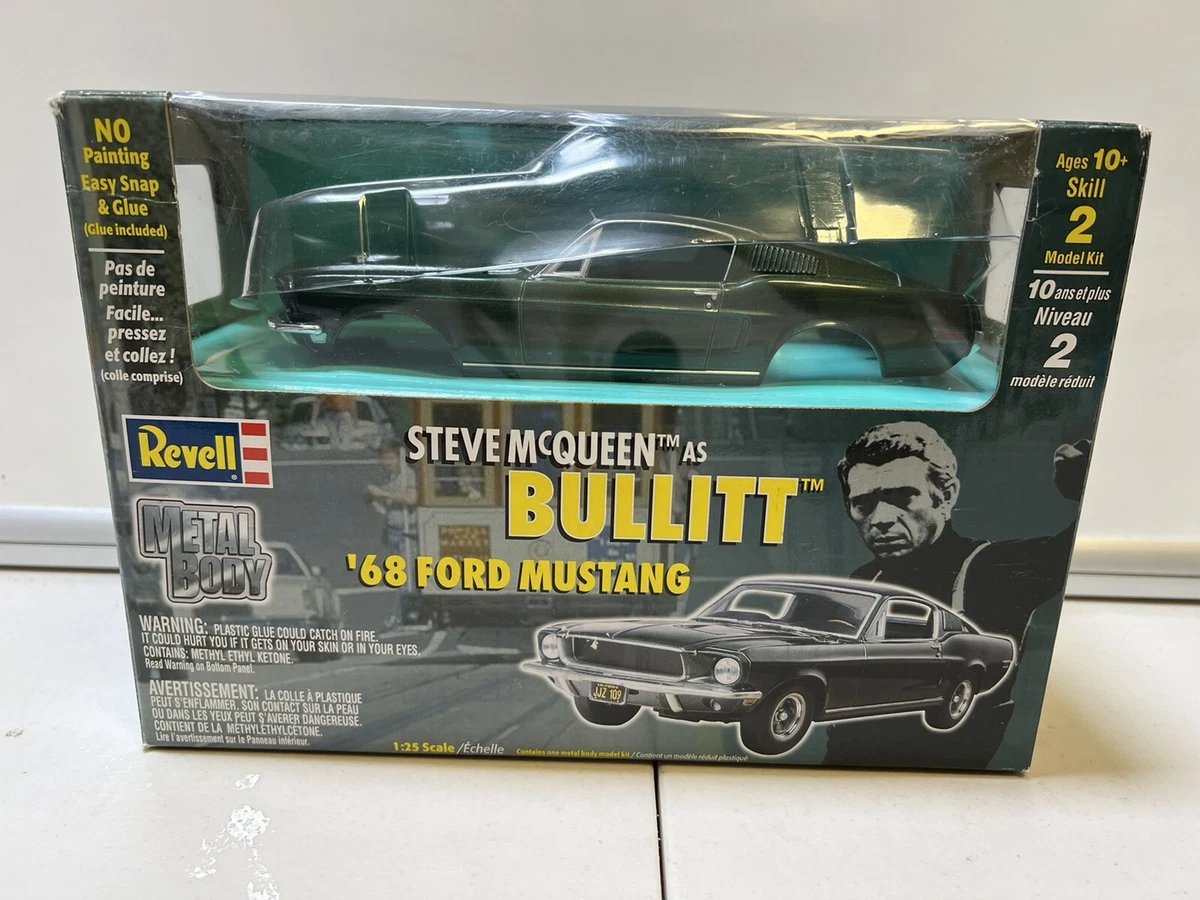 NO
Painting
Easy Snap
& Glue
(Glue included)
Pas de
peinture
Facile...
pressez
et collez !
(colle comprise)
Ages 10+
Skill
2
Model Kit
10 ans et plus
Niveau
2
modèle réduit
Revell®
METAL
BODY
STEVE McQUEEN™ AS
BULLITT™
'68 FORD MUSTANG
WARNING: PLASTIC GLUE COULD CATCH ON FIRE.
IT COULD HURT YOU IF IT GETS ON YOUR SKIN OR IN YOUR EYES.
CONTAINS: METHYL ETHYL KETONE.
Read Warning on Bottom Panel.
AVERTISSEMENT: LA COLLE À PLASTIQUE
PEUT S'ENFLAMMER. SON CONTACT SUR LA PEAU
OU DANS LES YEUX PEUT S'AVERER DANGEREUSE.
CONTIENT DE LA METHYLETHYLCETONE.
Lire l'avertissement sur le Panneau inférieur.
JJZ 109
1:25 Scale /Échelle
Contains one metal body model kit / Contient un modèle réduit plastique